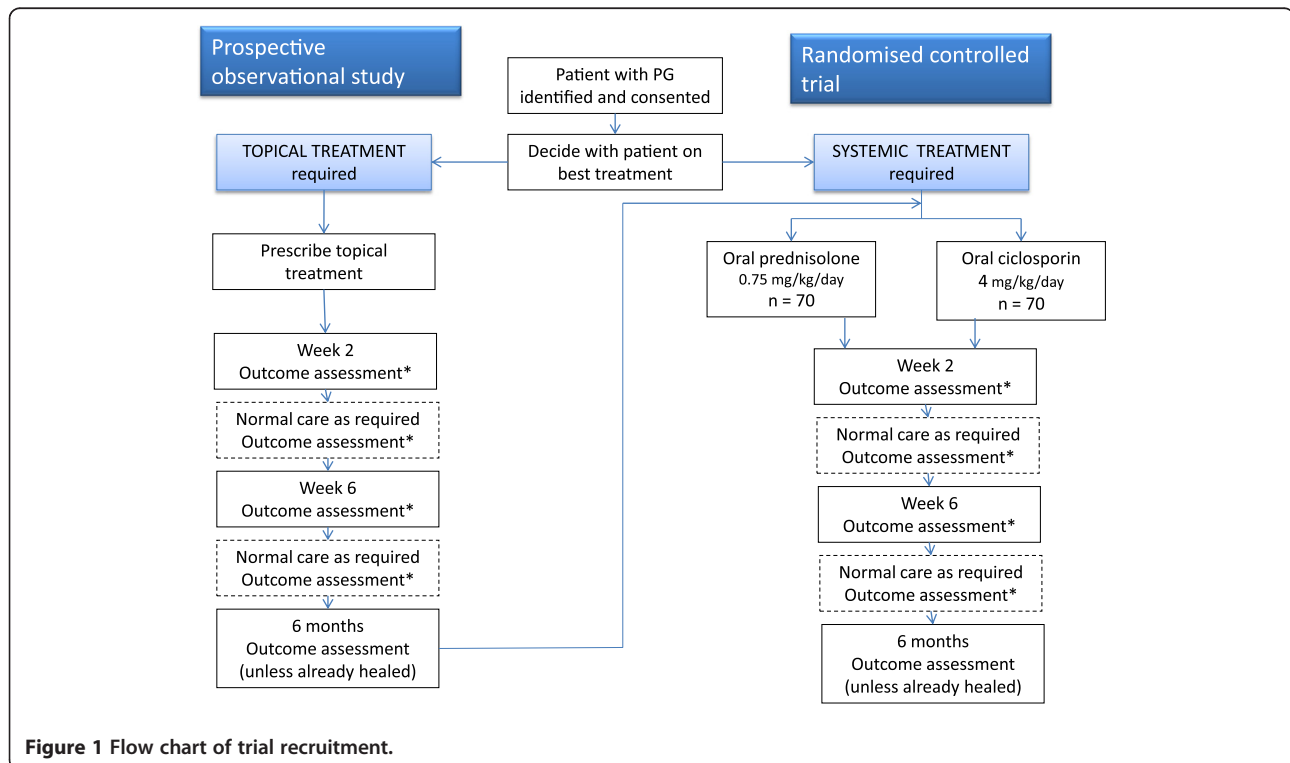 Prospective
observational study
Randomised controlled
trial
Patient with PG
identified and consented
Decide with patient on
best treatment
TOPICAL TREATMENT
required
SYSTEMIC TREATMENT
required
Prescribe topical
treatment
Week 2
Outcome assessment*
Normal care as required
Outcome assessment*
Week 6
Outcome assessment*
Normal care as required
Outcome assessment*
6 months
Outcome assessment
(unless already healed)
Oral prednisolone
0.75 mg/kg/day
n = 70
Oral ciclosporin
4 mg/kg/day
n = 70
Week 2
Outcome assessment*
Normal care as required
Outcome assessment*
Week 6
Outcome assessment*
Normal care as required
Outcome assessment*
6 months
Outcome assessment
(unless already healed)
Figure 1 Flow chart of trial recruitment.